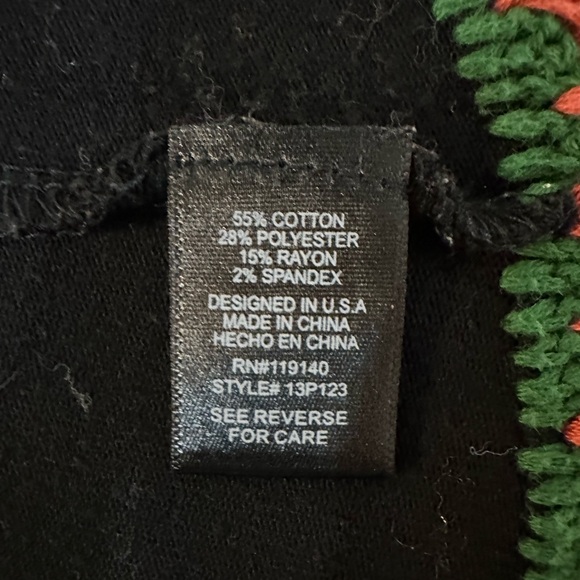 55% COTTON
28% POLYESTER
15% RAYON
2% SPANDEX
DESIGNED IN U.S.A
MADE IN CHINA
HECHO EN CHINA
RN#119140
STYLE# 13P123
SEE REVERSE
FOR CARE